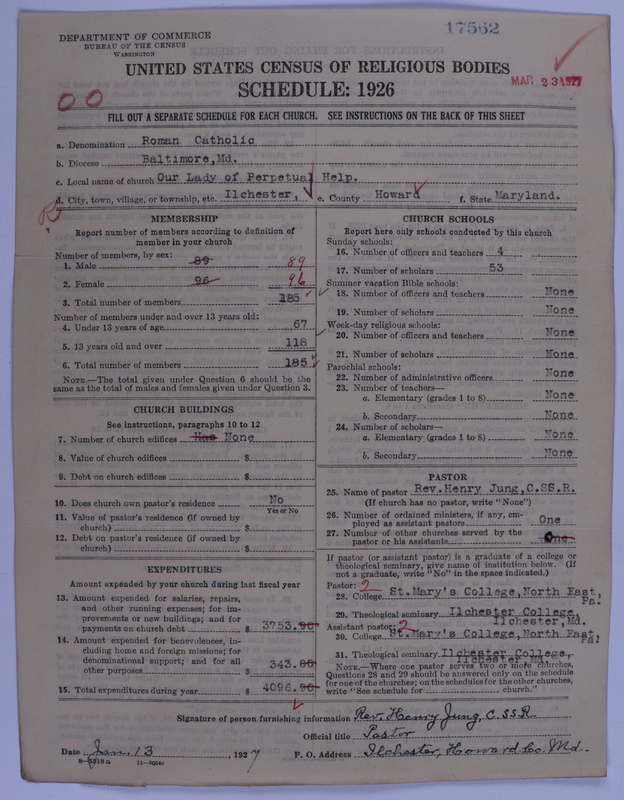 17562
DEPARTMENT OF COMMERCE
BUREAU OF THE CENSUS
WASHINGTON
UNITED STATES CENSUS OF RELIGIOUS BODIES
MAR 23 1927
SCHEDULE: 1926
00
FILL OUT A SEPARATE SCHEDULE FOR EACH CHURCH. SEE INSTRUCTIONS ON THE BACK OF THIS SHEET
a. Denomination Roman Catholic
b. Diocese Baltimore, Md.
c. Local name of church Our Lady of Perpetual Help.
d. City, town, village, or township, etc. Ilchester, e. County Howard f. State Maryland.
R
MEMBERSHIP
Report number of members according to definition of
member in your church
Number of members, by sex:
1. Male 89 89
2. Female 96 96
3. Total number of members 185
Number of members under and over 13 years old:
4. Under 13 years of age 67
5. 13 years old and over 118
6. Total number of members 185
NOTE.—The total given under Question 6 should be the
same as the total of males and females given under Question 3.
CHURCH BUILDINGS
See instructions, paragraphs 10 to 12
7. Number of church edifices Has None
8. Value of church edifices $
9. Debt on church edifices $
10. Does church own pastor's residence No
Yes or No
11. Value of pastor's residence (if owned by
church) $
12. Debt on pastor's residence (if owned by
church) $
EXPENDITURES
Amount expended by your church during last fiscal year
13. Amount expended for salaries, repairs,
and other running expenses; for im-
provements or new buildings; and for
payments on church debt $ 3753.90
14. Amount expended for benevolences, in-
cluding home and foreign missions; for
denominational support; and for all
other purposes $ 343.00
15. Total expenditures during year $ 4096.90
CHURCH SCHOOLS
Report here only schools conducted by this church
Sunday schools:
16. Number of officers and teachers 4
17. Number of scholars 53
Summer vacation Bible schools:
18. Number of officers and teachers None
19. Number of scholars None
Week-day religious schools:
20. Number of officers and teachers None
21. Number of scholars None
Parochial schools:
22. Number of administrative officers None
23. Number of teachers—
a. Elementary (grades 1 to 8) None
b. Secondary None
24. Number of scholars—
a. Elementary (grades 1 to 8) None
b. Secondary None
PASTOR
25. Name of pastor Rev. Henry Jung, C.SS.R.
(If church has no pastor, write "None")
26. Number of ordained ministers, if any, em-
ployed as assistant pastors One
27. Number of other churches served by the
pastor or his assistants One
If pastor (or assistant pastor) is a graduate of a college or
theological seminary, give name of institution below. (If
not a graduate, write "No" in the space indicated.)
Pastor: 2
28. College St. Mary's College, North East, Pa.
29. Theological seminary Ilchester College, Ilchester, Md.
Assistant pastor: 2
30. College St. Mary's College, North East, Pa.
31. Theological seminary Ilchester College, Ilchester, Md.
NOTE.—Where one pastor serves two or more churches,
Questions 28 and 29 should be answered only on the schedule
for one of the churches; on the schedules for the other churches,
write "See schedule for church."
Signature of person furnishing information Rev. Henry Jung, C.SS.R.
Official title Pastor
Date Jan. 13 1927 P. O. Address Ilchester, Howard Co. Md.